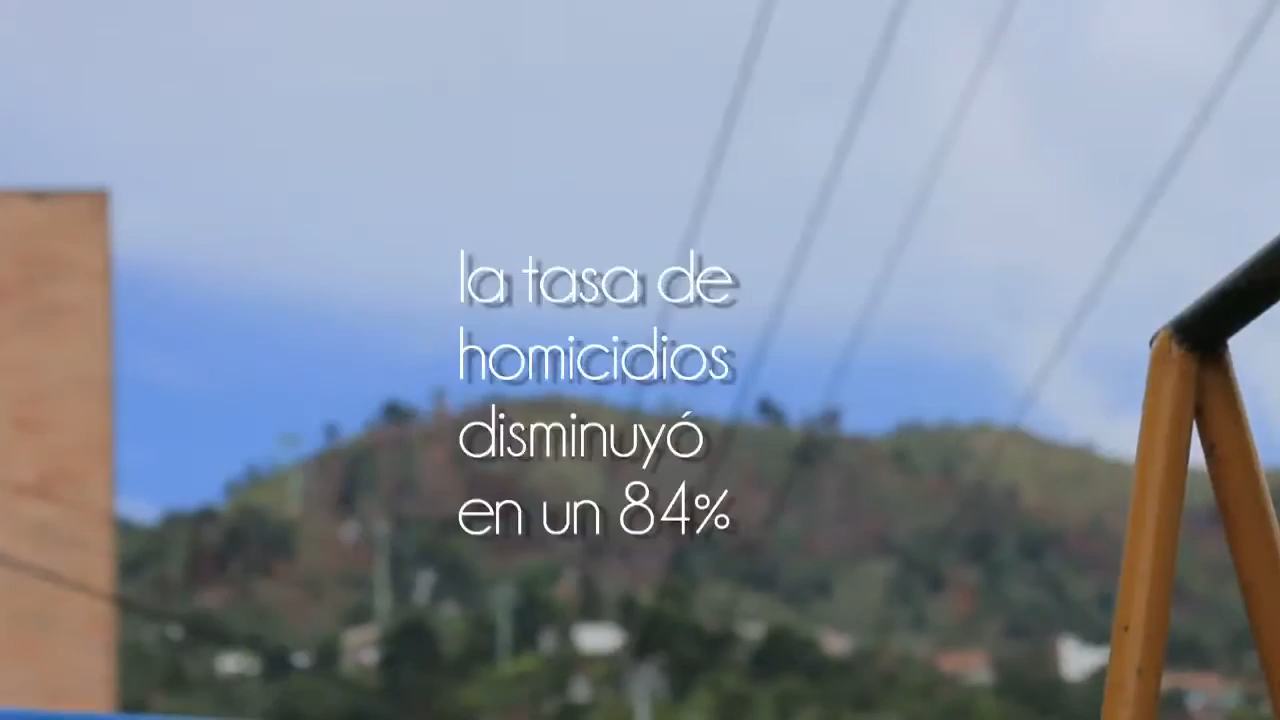 la tasa de
homicidios
disminuyó
en un 84%